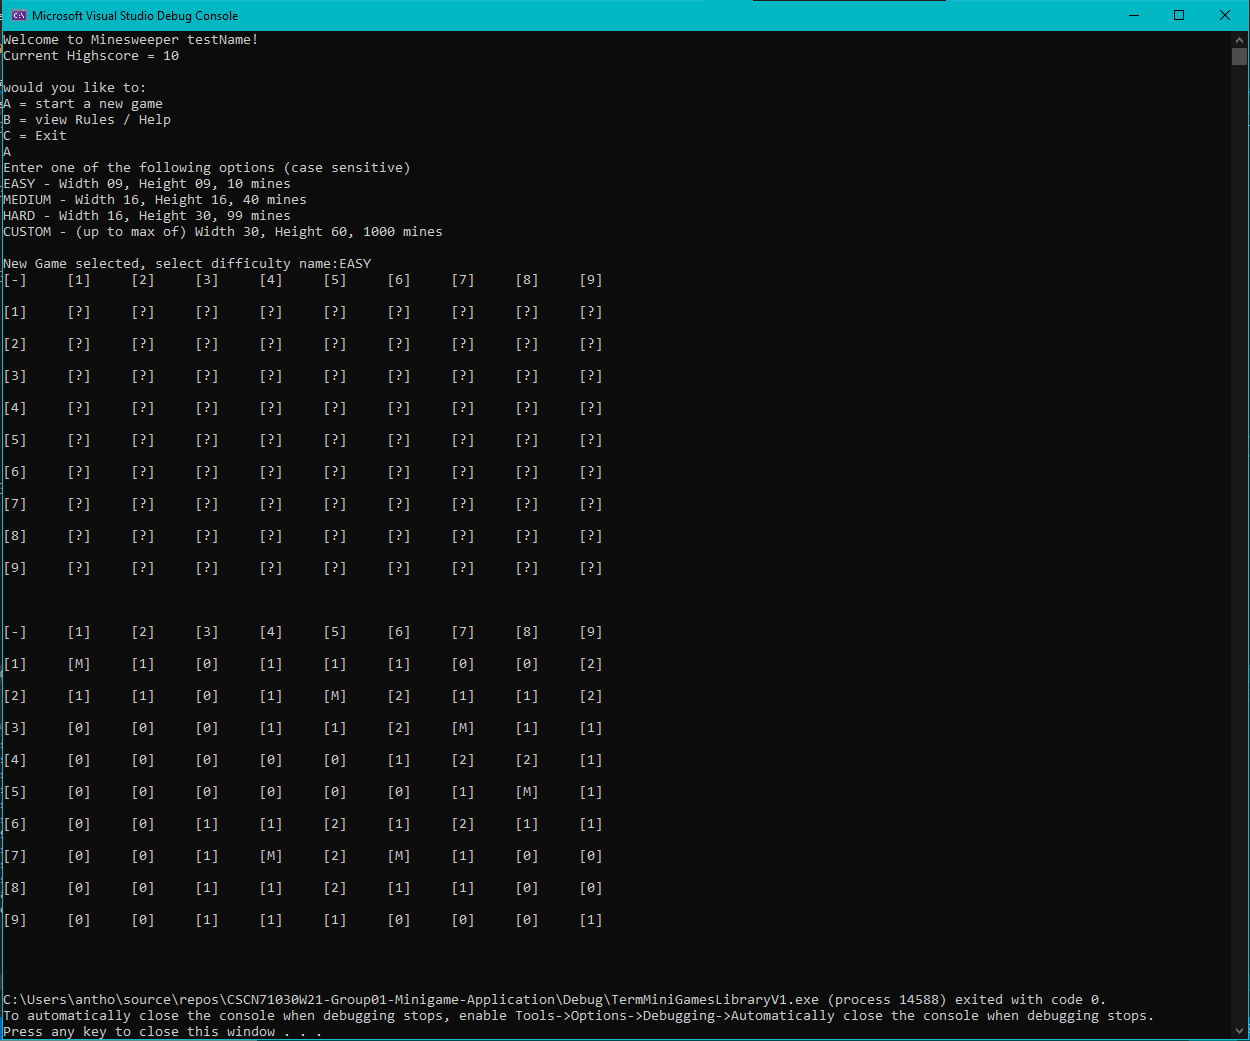 Microsoft Visual Studio Debug Console
Welcome to Minesweeper testName!
Current Highscore = 10
would you like to:
A = start a new game
B = view Rules / Help
C = Exit
A
Enter one of the following options (case sensitive)
EASY - Width 09, Height 09, 10 mines
MEDIUM - Width 16, Height 16, 40 mines
HARD - Width 16, Height 30, 99 mines
CUSTOM - (up to max of) Width 30, Height 60, 1000 mines
New Game selected, select difficulty name:EASY
[-] [1] [2] [3] [4] [5] [6] [7] [8] [9]
[1] [?] [?] [?] [?] [?] [?] [?] [?] [?]
[2] [?] [?] [?] [?] [?] [?] [?] [?] [?]
[3] [?] [?] [?] [?] [?] [?] [?] [?] [?]
[4] [?] [?] [?] [?] [?] [?] [?] [?] [?]
[5] [?] [?] [?] [?] [?] [?] [?] [?] [?]
[6] [?] [?] [?] [?] [?] [?] [?] [?] [?]
[7] [?] [?] [?] [?] [?] [?] [?] [?] [?]
[8] [?] [?] [?] [?] [?] [?] [?] [?] [?]
[9] [?] [?] [?] [?] [?] [?] [?] [?] [?]
[-] [1] [2] [3] [4] [5] [6] [7] [8] [9]
[1] [M] [1] [0] [1] [1] [1] [0] [0] [2]
[2] [1] [1] [0] [1] [M] [2] [1] [1] [2]
[3] [0] [0] [0] [1] [1] [2] [M] [1] [1]
[4] [0] [0] [0] [0] [0] [1] [2] [2] [1]
[5] [0] [0] [0] [0] [0] [0] [1] [M] [1]
[6] [0] [0] [1] [1] [2] [1] [2] [1] [1]
[7] [0] [0] [1] [M] [2] [M] [1] [0] [0]
[8] [0] [0] [1] [1] [2] [1] [1] [0] [0]
[9] [0] [0] [1] [1] [1] [0] [0] [0] [1]
C:\Users\antho\source\repos\CSCN71030W21-Group01-Minigame-Application\Debug\TermMiniGamesLibraryV1.exe (process 14588) exited with code 0.
To automatically close the console when debugging stops, enable Tools->Options->Debugging->Automatically close the console when debugging stops.
Press any key to close this window . . .